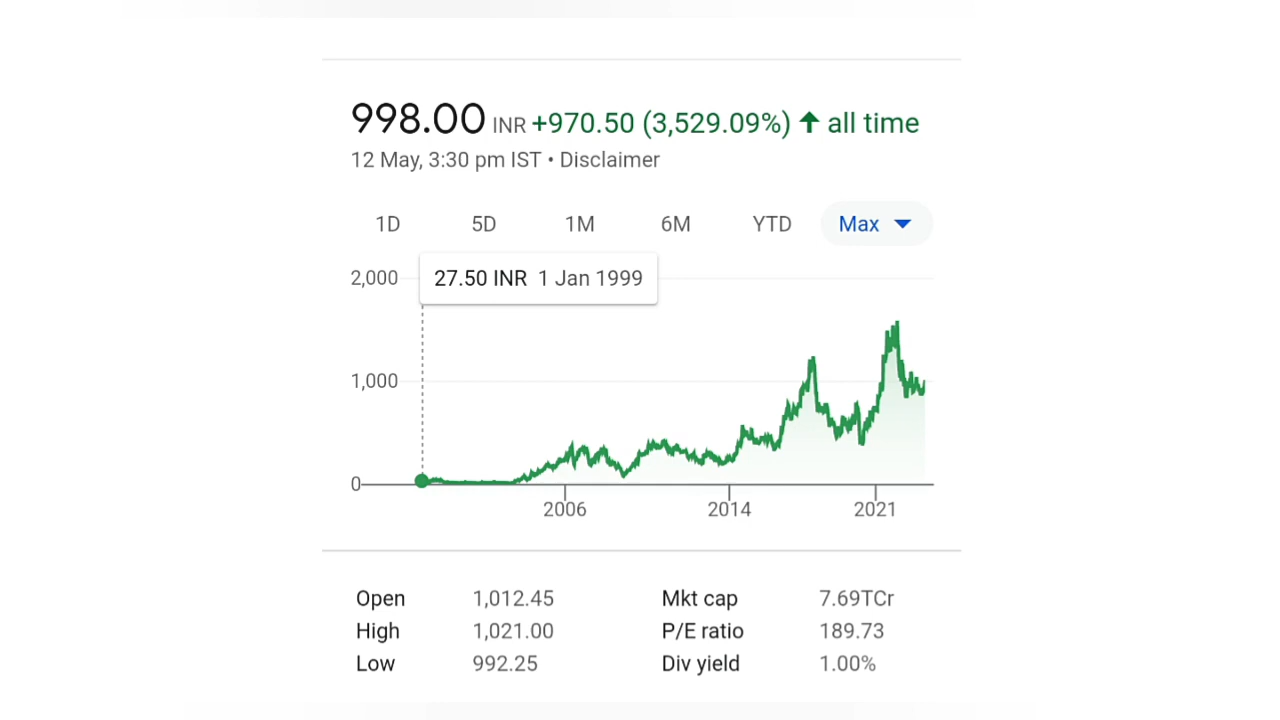 998.00 INR +970.50 (3,529.09%) ↑ all time
12 May, 3:30 pm IST • Disclaimer
1D 5D 1M 6M YTD Max
2,000 27.50 INR 1 Jan 1999
1,000
0
2006 2014 2021
Open 1,012.45 Mkt cap 7.69TCr
High 1,021.00 P/E ratio 189.73
Low 992.25 Div yield 1.00%